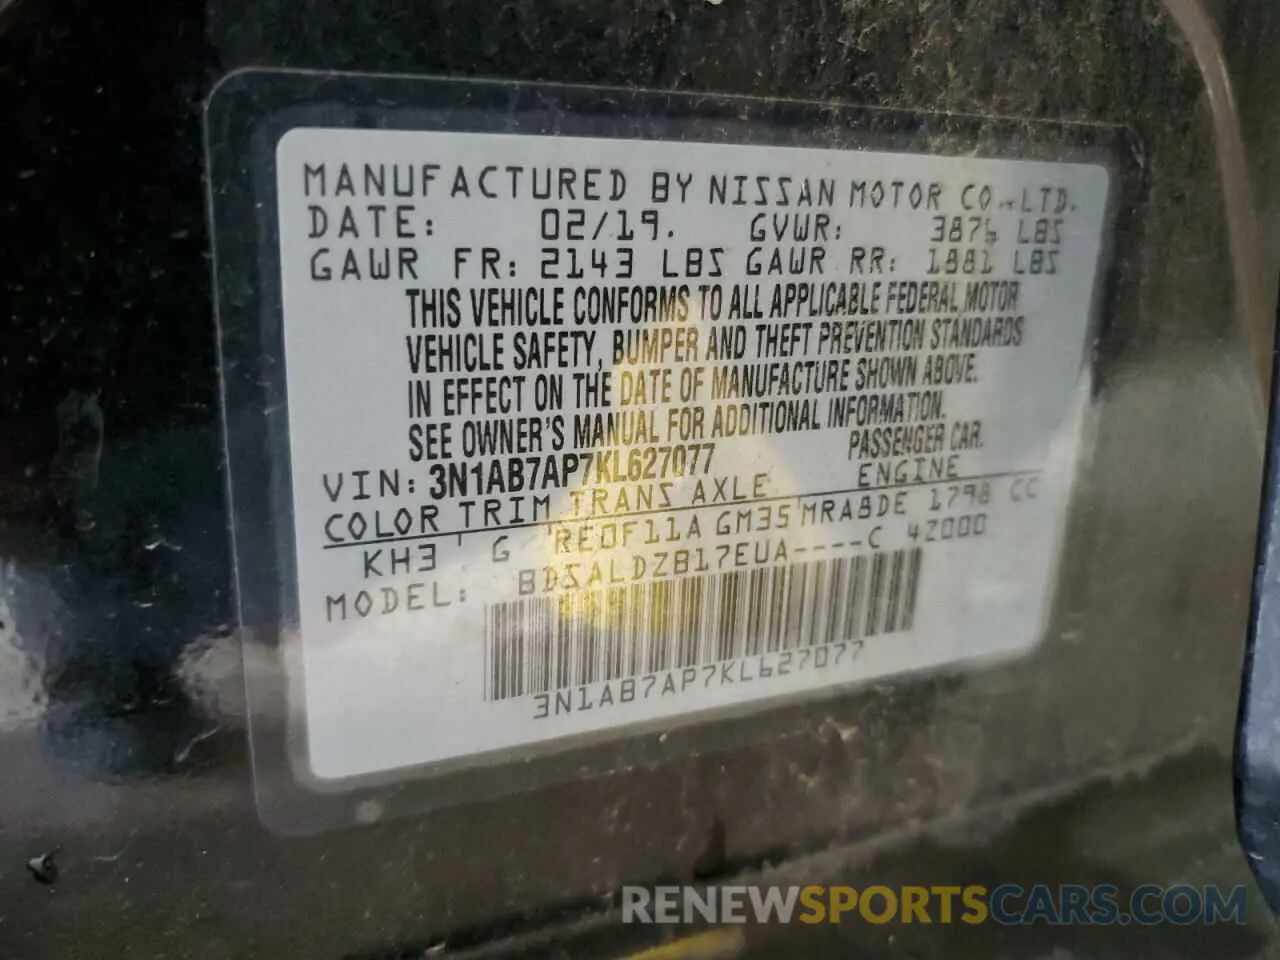 MANUFACTURED BY NISSAN MOTOR CO.,LTD.
DATE: 02/19. GVWR: LBS
GAWR FR: 2143 LBS GAWR RR: 1881 LBS
THIS VEHICLE CONFORMS TO ALL APPLICABLE FEDERAL MOTOR
VEHICLE SAFETY, BUMPER AND THEFT PREVENTION STANDARDS
IN EFFECT ON THE DATE OF MANUFACTURE SHOWN ABOVE.
SEE OWNER'S MANUAL FOR ADDITIONAL INFORMATION.
VIN: 3N1AB7AP7KL627077 PASSENGER CAR.
COLOR TRIM TRANS AXLE ENGINE
KH3 G RE0F11A GM35 MRA8DE 1798 CC
MODEL: BDSALDZB17EUA----C 42000
3N1AB7AP7KL627077
RENEWSPORTSCARS.COM